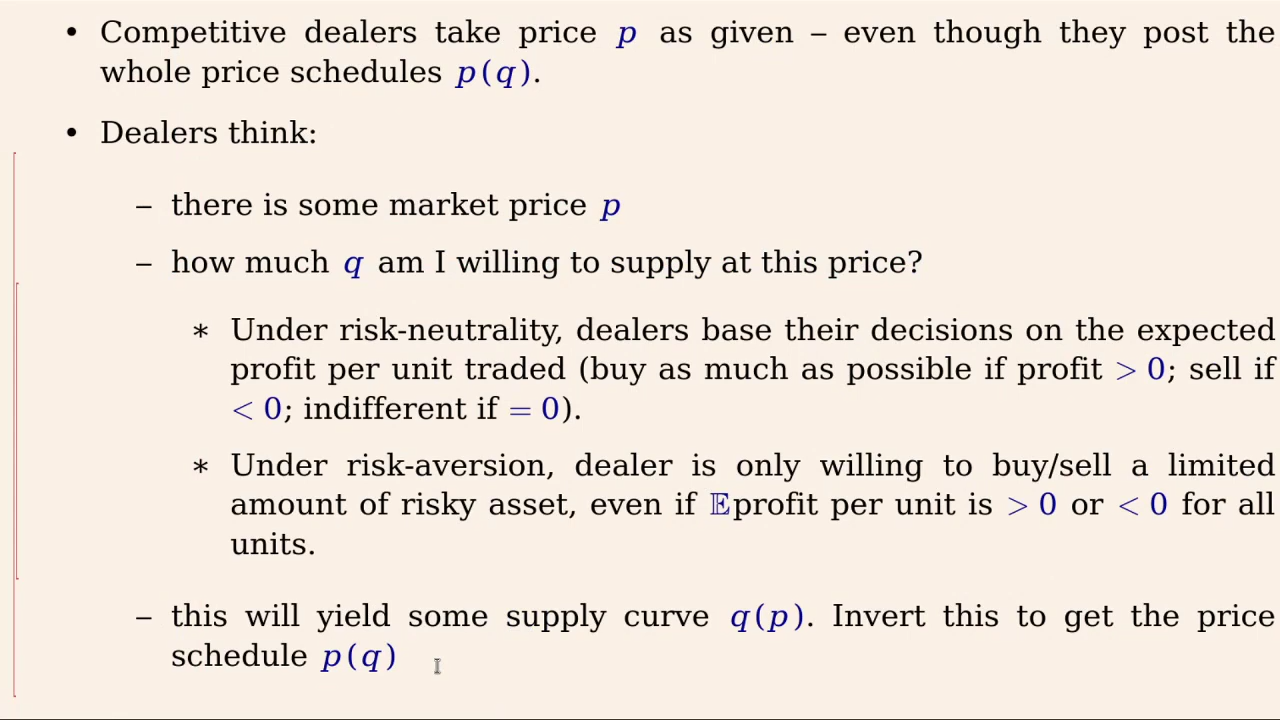 • Competitive dealers take price p as given – even though they post the
whole price schedules p(q).
• Dealers think:
– there is some market price p
– how much q am I willing to supply at this price?
∗ Under risk-neutrality, dealers base their decisions on the expected
profit per unit traded (buy as much as possible if profit > 0; sell if
< 0; indifferent if = 0).
∗ Under risk-aversion, dealer is only willing to buy/sell a limited
amount of risky asset, even if 𝔼profit per unit is > 0 or < 0 for all
units.
– this will yield some supply curve q(p). Invert this to get the price
schedule p(q)